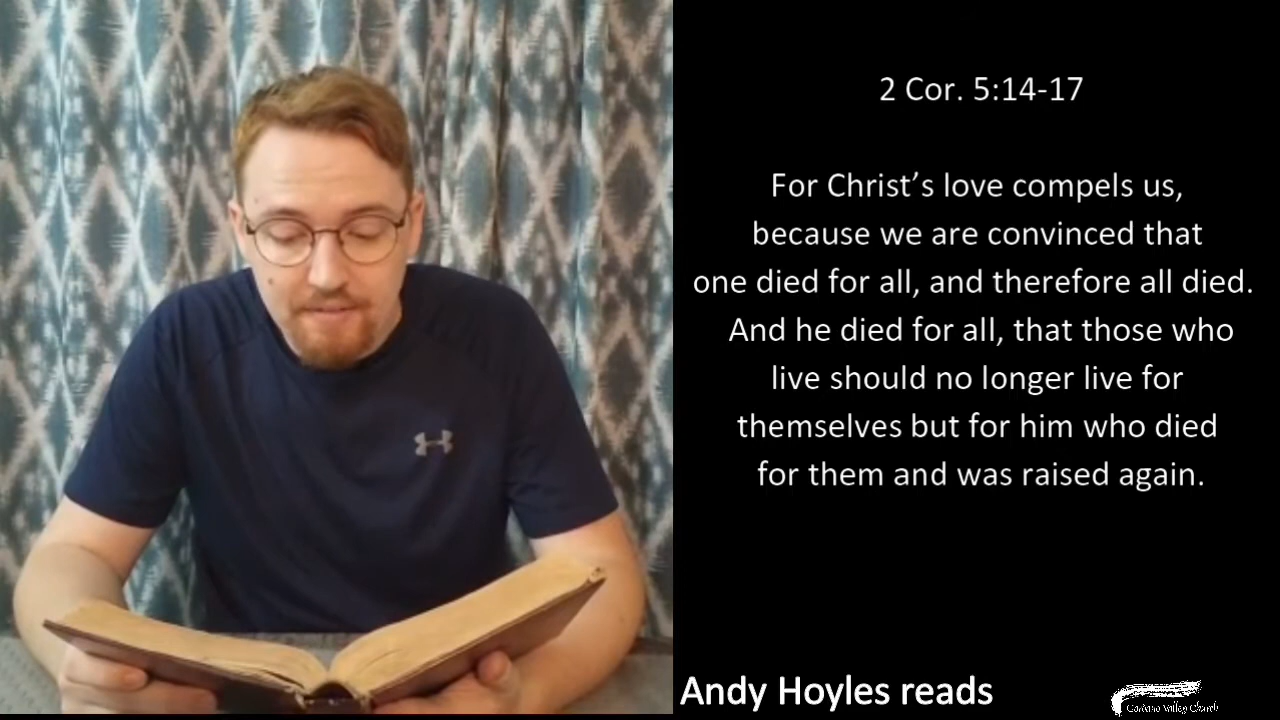 2 Cor. 5:14-17
For Christ’s love compels us,
because we are convinced that
one died for all, and therefore all died.
And he died for all, that those who
live should no longer live for
themselves but for him who died
for them and was raised again.
Andy Hoyles reads
Valley Church